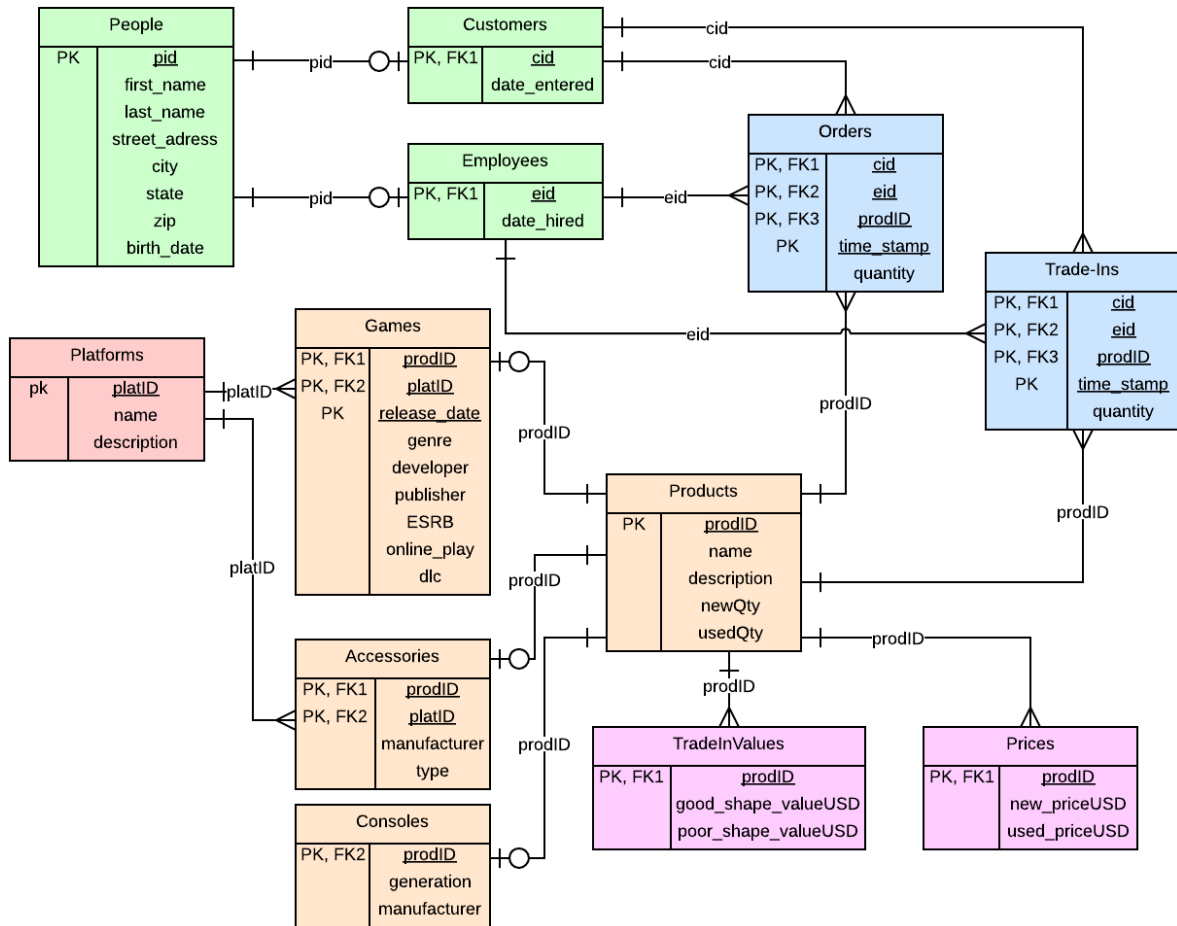 People
PK pid
first_name
last_name
street_adress
city
state
zip
birth_date
pid
pid
Customers
PK, FK1 cid
date_entered
cid
cid
Employees
PK, FK1 eid
date_hired
eid
eid
Orders
PK, FK1 cid
PK, FK2 eid
PK, FK3 prodID
PK time_stamp
quantity
Trade-Ins
PK, FK1 cid
PK, FK2 eid
PK, FK3 prodID
PK time_stamp
quantity
Platforms
pk platID
name
description
platID
platID
Games
PK, FK1 prodID
PK, FK2 platID
PK release_date
genre
developer
publisher
ESRB
online_play
dlc
prodID
prodID
prodID
Products
PK prodID
name
description
newQty
usedQty
prodID
prodID
prodID
prodID
Accessories
PK, FK1 prodID
PK, FK2 platID
manufacturer
type
Consoles
PK, FK2 prodID
generation
manufacturer
TradeInValues
PK, FK1 prodID
good_shape_valueUSD
poor_shape_valueUSD
Prices
PK, FK1 prodID
new_priceUSD
used_priceUSD